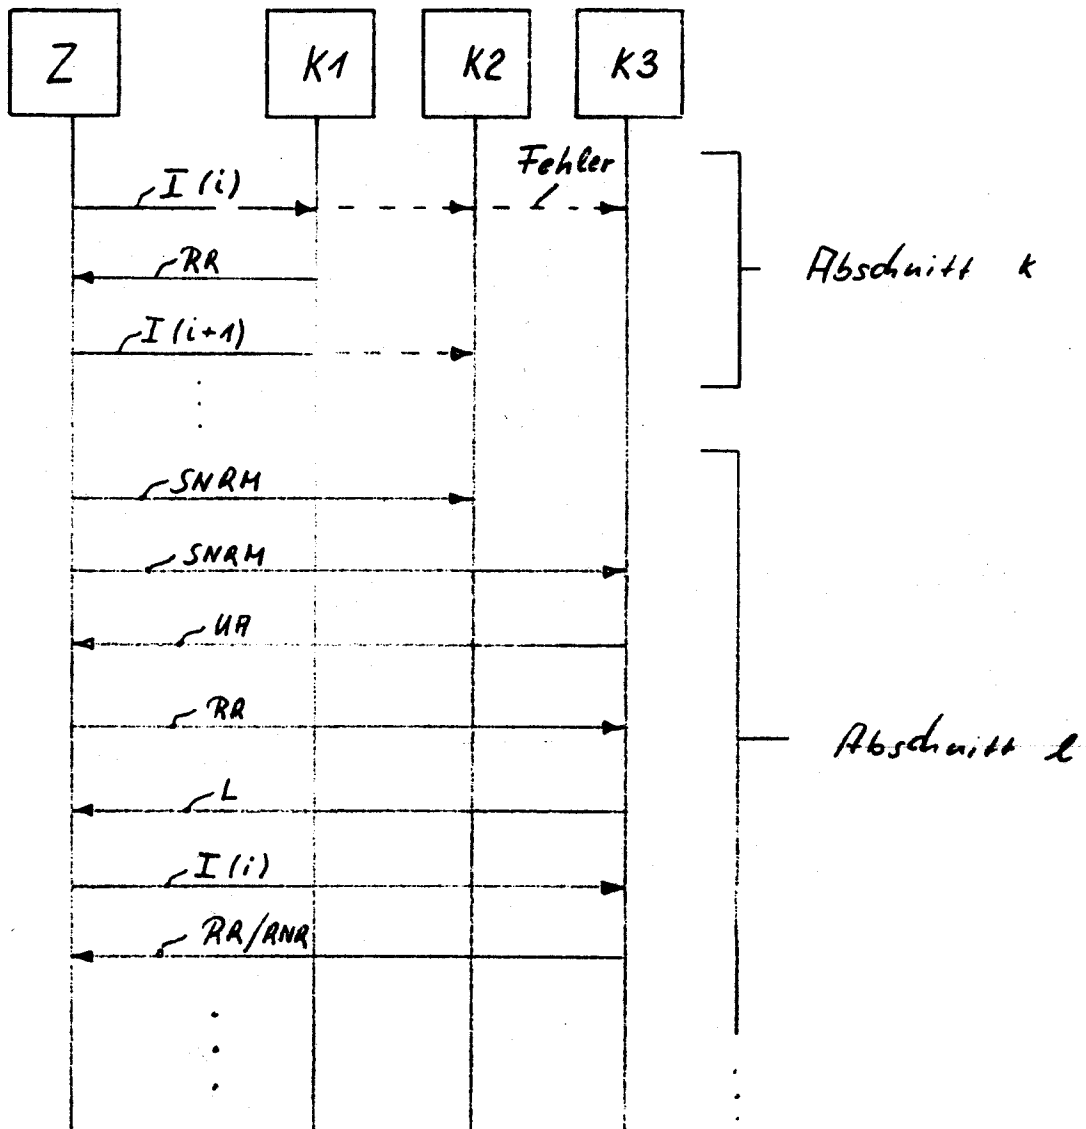 Z K1 K2 K3
Fehler
I(i)
RR
Abschnitt k
I(i+1)
SNRM
SNRM
UA
RR
Abschnitt l
L
I(i)
RR/RNR